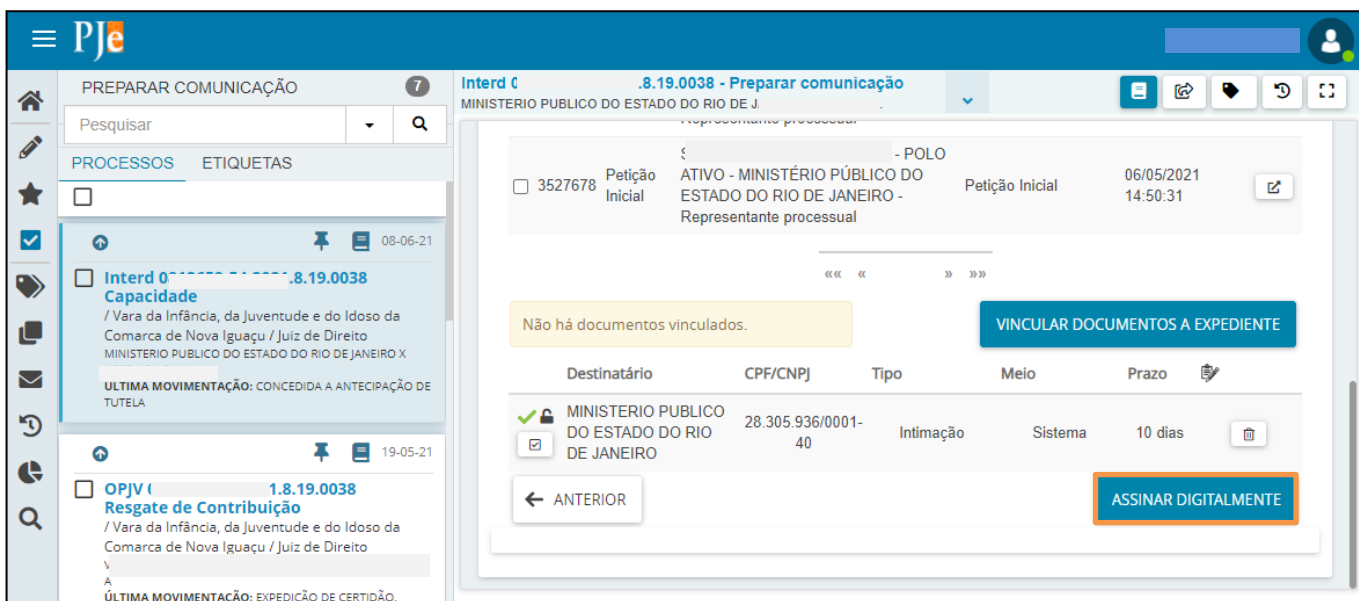 PJe
PREPARAR COMUNICAÇÃO 7
Pesquisar
PROCESSOS ETIQUETAS
08-06-21
Interd 0 .8.19.0038
Capacidade
/ Vara da Infância, da Juventude e do Idoso da
Comarca de Nova Iguaçu / Juiz de Direito
MINISTERIO PUBLICO DO ESTADO DO RIO DE JANEIRO X
ULTIMA MOVIMENTAÇÃO: CONCEDIDA A ANTECIPAÇÃO DE
TUTELA
19-05-21
OPJV ( 1.8.19.0038
Resgate de Contribuição
/ Vara da Infância, da Juventude e do Idoso da
Comarca de Nova Iguaçu / Juiz de Direito
A
ÚLTIMA MOVIMENTAÇÃO: EXPEDIÇÃO DE CERTIDÃO.
Interd 0 .8.19.0038 - Preparar comunicação
MINISTERIO PUBLICO DO ESTADO DO RIO DE J
Representante processual
3527678
Petição
Inicial
S - POLO
ATIVO - MINISTÉRIO PÚBLICO DO
ESTADO DO RIO DE JANEIRO -
Representante processual
Petição Inicial
06/05/2021
14:50:31
«« « » »»
Não há documentos vinculados.
VINCULAR DOCUMENTOS A EXPEDIENTE
Destinatário CPF/CNPJ Tipo Meio Prazo
MINISTERIO PUBLICO
DO ESTADO DO RIO
DE JANEIRO
28.305.936/0001-
40
Intimação Sistema 10 dias
ANTERIOR
ASSINAR DIGITALMENTE